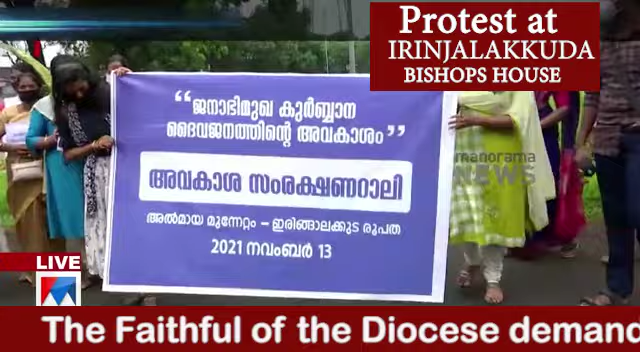 Protest at
IRINJALAKKUDA
BISHOPS HOUSE
“ജനാഭിമുഖ കുർബ്ബാന
ദൈവജനത്തിന്റെ അവകാശം”
അവകാശ സംരക്ഷണറാലി
അൽമായ മുന്നേറ്റം – ഇരിങ്ങാലക്കുട രൂപത
2021 നവംബർ 13
manorama
NEWS
LIVE
The Faithful of the Diocese demand